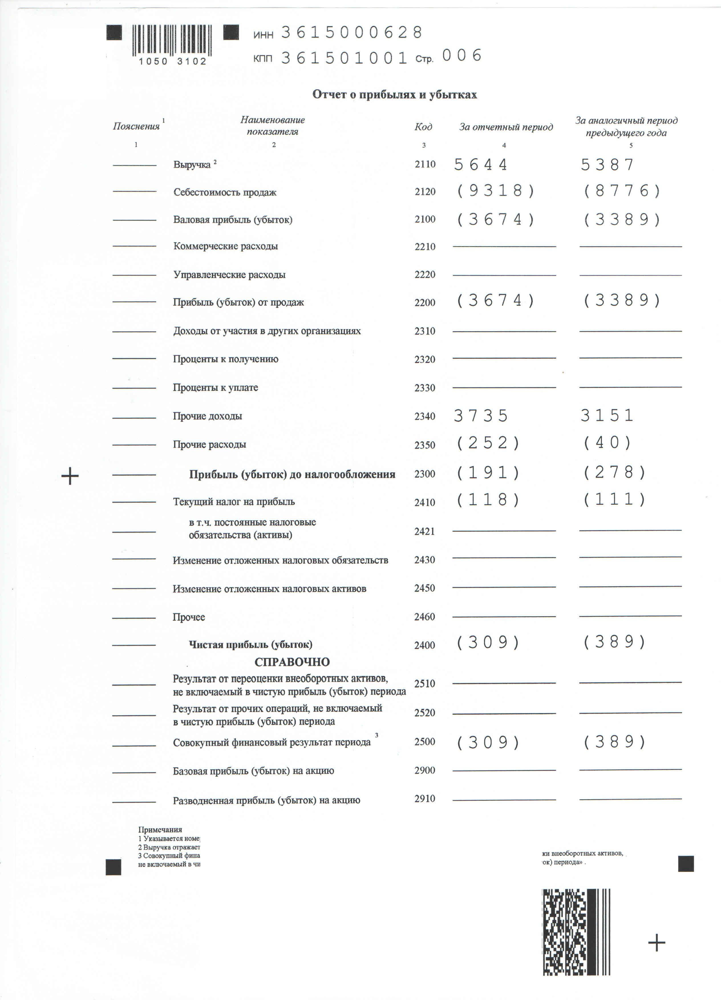 ИНН 3615000628
1050 3102
КПП 361501001 Стр. 006
Отчет о прибылях и убытках
Пояснения 1 Наименование показателя Код За отчетный период За аналогичный период предыдущего года
1 2 3 4 5
Выручка 2 2110 5644 5387
Себестоимость продаж 2120 (9318) (8776)
Валовая прибыль (убыток) 2100 (3674) (3389)
Коммерческие расходы 2210
Управленческие расходы 2220
Прибыль (убыток) от продаж 2200 (3674) (3389)
Доходы от участия в других организациях 2310
Проценты к получению 2320
Проценты к уплате 2330
Прочие доходы 2340 3735 3151
Прочие расходы 2350 (252) (40)
Прибыль (убыток) до налогообложения 2300 (191) (278)
Текущий налог на прибыль 2410 (118) (111)
в т.ч. постоянные налоговые
обязательства (активы) 2421
Изменение отложенных налоговых обязательств 2430
Изменение отложенных налоговых активов 2450
Прочее 2460
Чистая прибыль (убыток) 2400 (309) (389)
СПРАВОЧНО
Результат от переоценки внеоборотных активов,
не включаемый в чистую прибыль (убыток) периода 2510
Результат от прочих операций, не включаемый
в чистую прибыль (убыток) периода 2520
Совокупный финансовый результат периода 3 2500 (309) (389)
Базовая прибыль (убыток) на акцию 2900
Разводненная прибыль (убыток) на акцию 2910
Примечания
1 Указывается
2 Выручка отражает
3 Совокупный фина
не включаемый в чи
ки внеоборотных активов,
ок) периода» .